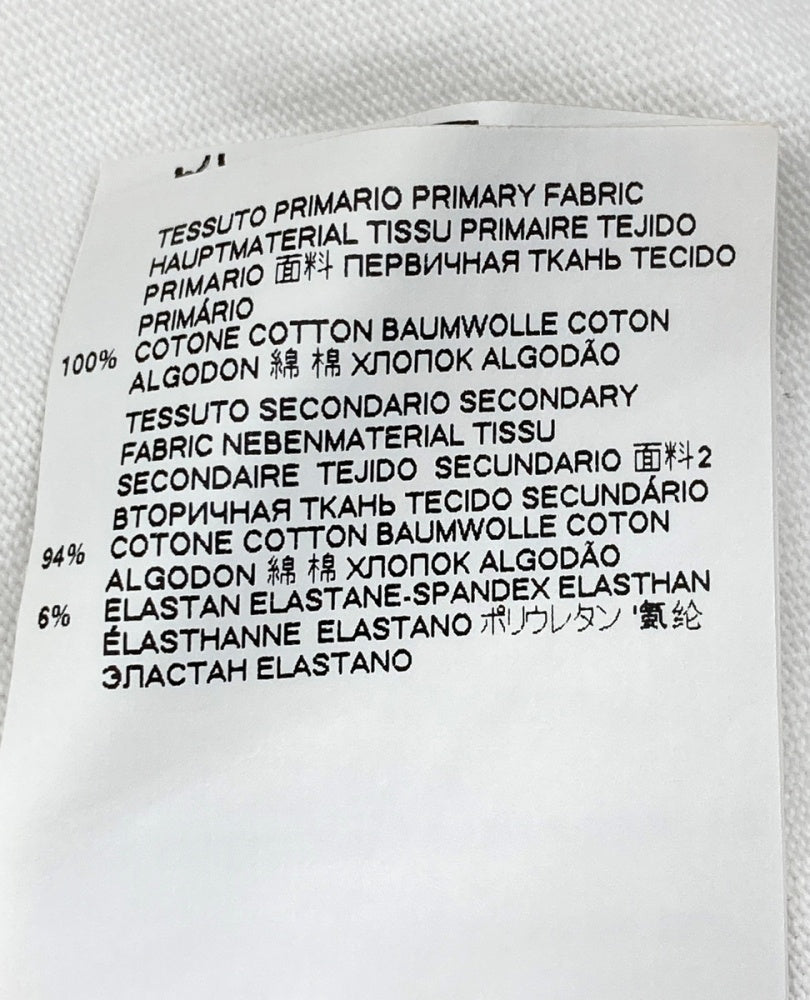 TESSUTO PRIMARIO PRIMARY FABRIC
HAUPTMATERIAL TISSU PRIMAIRE TEJIDO
PRIMARIO 面料 ПЕРВИЧНАЯ ТКАНЬ TECIDO
PRIMÁRIO
100% COTONE COTTON BAUMWOLLE COTON
ALGODON 綿 棉 ХЛОПОК ALGODÃO
TESSUTO SECONDARIO SECONDARY
FABRIC NEBENMATERIAL TISSU
SECONDAIRE TEJIDO SECUNDARIO 面料2
ВТОРИЧНАЯ ТКАНЬ TECIDO SECUNDÁRIO
94% COTONE COTTON BAUMWOLLE COTON
ALGODON 綿 棉 ХЛОПОК ALGODÃO
6% ELASTAN ELASTANE-SPANDEX ELASTHAN
ÉLASTHANNE ELASTANO ポリウレタン '氨纶
ЭЛАСТАН ELASTANO